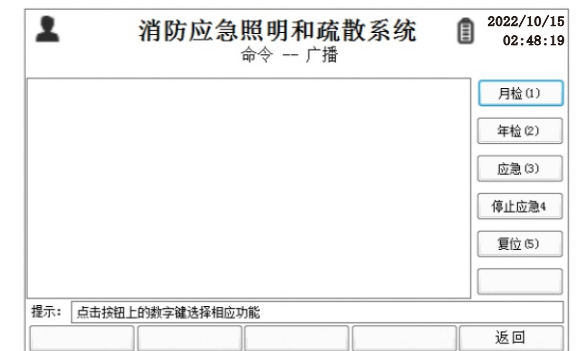 消防应急照明和疏散系统
2022/10/15
02:48:19
命令 -- 广播
月检(1)
年检(2)
应急(3)
停止应急4
复位(5)
提示: 点击按钮上的数字键选择相应功能
返回